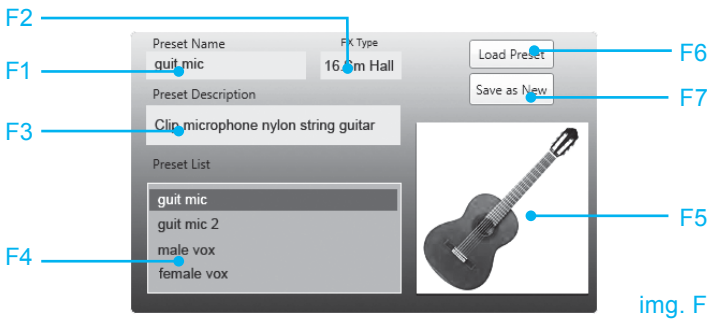 F2
Preset Name
FX Type
F1
guit mic
16.6m Hall
Load Preset
F6
Preset Description
Save as New
F7
F3
Clip microphone nylon string guitar
Preset List
guit mic
guit mic 2
F5
F4
male vox
female vox
img. F